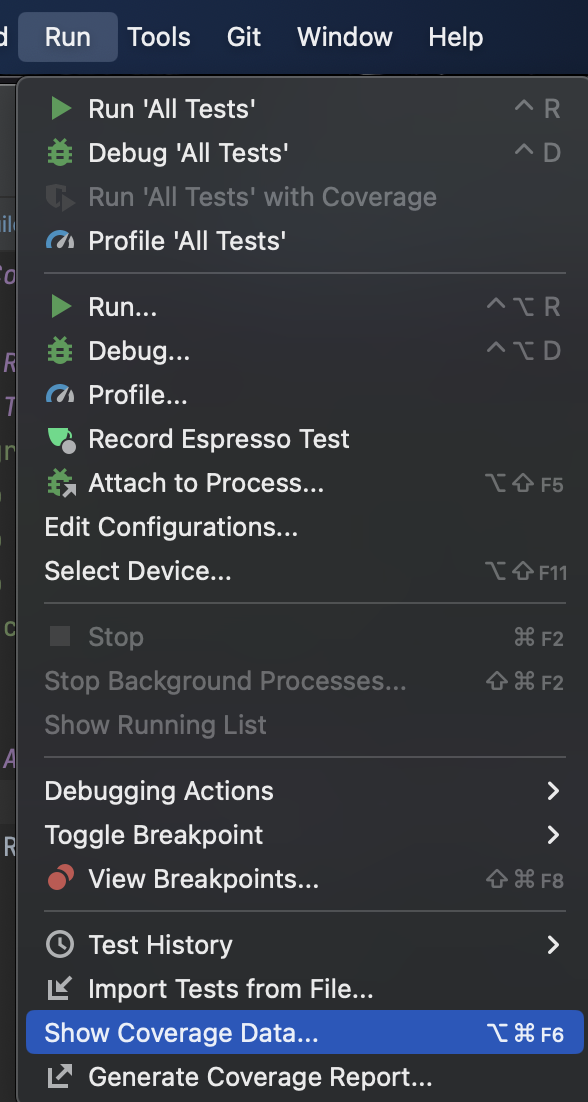 d Run Tools Git Window Help
Run 'All Tests' ^ R
Debug 'All Tests' ^ D
Run 'All Tests' with Coverage
Profile 'All Tests'
Run... ^⌥ R
Debug... ^⌥ D
Profile...
Record Espresso Test
Attach to Process... ⌥⇧ F5
Edit Configurations...
Select Device... ⌥⇧ F11
Stop ⌘ F2
Stop Background Processes... ⇧⌘ F2
Show Running List
Debugging Actions
Toggle Breakpoint
View Breakpoints... ⇧⌘ F8
Test History
Import Tests from File...
Show Coverage Data... ⌥⌘ F6
Generate Coverage Report...